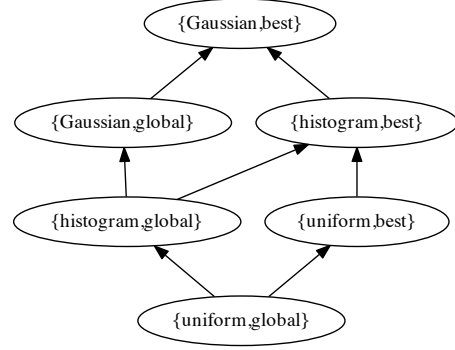 {Gaussian,best}
{Gaussian,global}
{histogram,best}
{histogram,global}
{uniform,best}
{uniform,global}